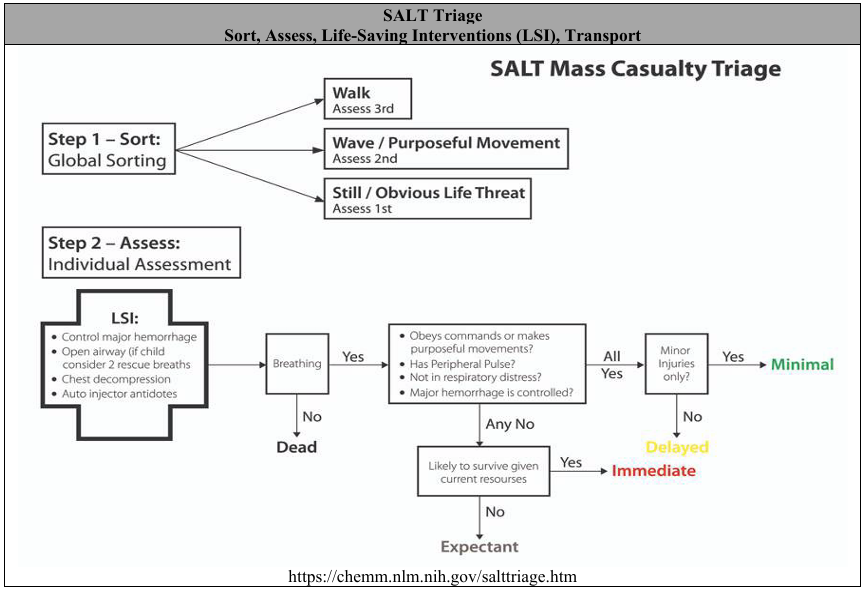 SALT Triage
Sort, Assess, Life-Saving Interventions (LSI), Transport
SALT Mass Casualty Triage
Step 1 – Sort:
Global Sorting
Walk
Assess 3rd
Wave / Purposeful Movement
Assess 2nd
Still / Obvious Life Threat
Assess 1st
Step 2 – Assess:
Individual Assessment
LSI:
• Control major hemorrhage
• Open airway (if child
consider 2 rescue breaths
• Chest decompression
• Auto injector antidotes
Breathing
Yes
No
Dead
• Obeys commands or makes
purposeful movements?
• Has Peripheral Pulse?
• Not in respiratory distress?
• Major hemorrhage is controlled?
All
Yes
Minor
Injuries
only?
Yes
Minimal
No
Delayed
Any No
Likely to survive given
current resourses
Yes
Immediate
No
Expectant
https://chemm.nlm.nih.gov/salttriage.htm